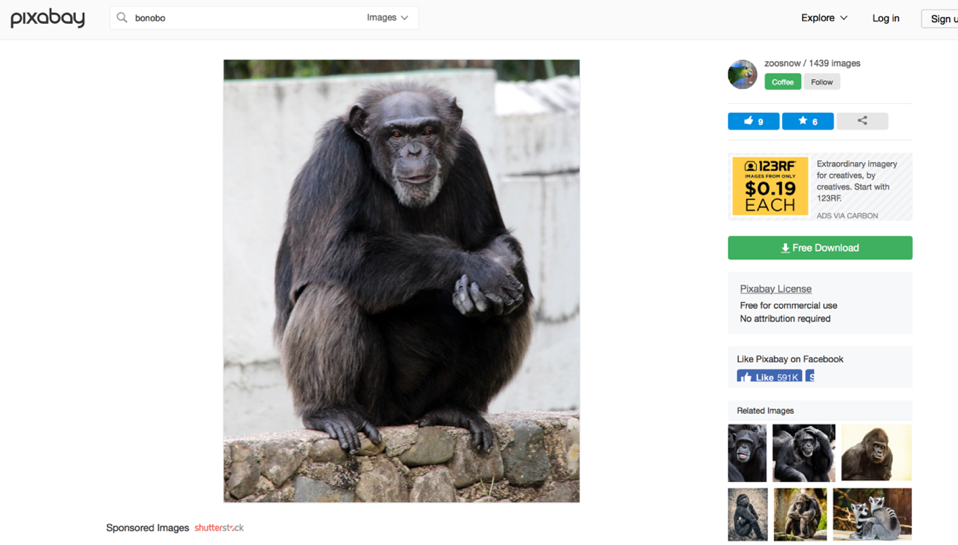 pixabay
bonobo
Images
Explore
Log in
Sign u
zoosnow / 1439 images
Coffee
Follow
9
6
123RF
IMAGES FROM ONLY
$0.19
EACH
Extraordinary imagery
for creatives, by
creatives. Start with
123RF.
ADS VIA CARBON
Free Download
Pixabay License
Free for commercial use
No attribution required
Like Pixabay on Facebook
Like 591K S
Related Images
Sponsored Images shutterstock